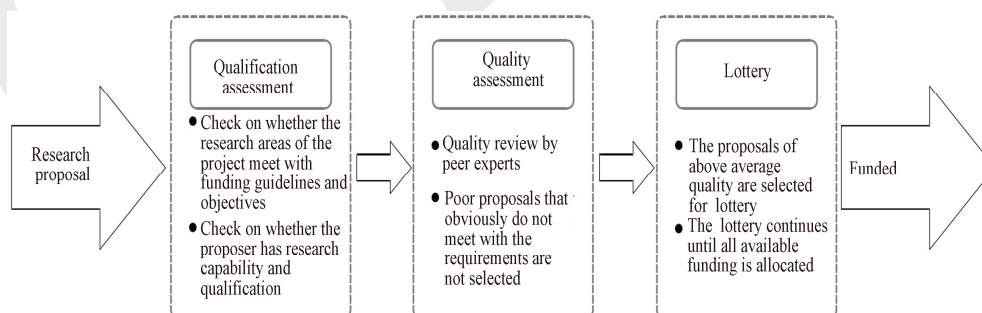 Research
proposal
Qualification
assessment
● Check on whether the
research areas of the
project meet with
funding guidelines and
objectives
● Check on whether the
proposer has research
capability and
qualification
Quality
assessment
● Quality review by
peer experts
● Poor proposals that
obviously do not
meet with the
requirements are
not selected
Lottery
● The proposals of
above average
quality are selected
for lottery
● The lottery continues
until all available
funding is allocated
Funded